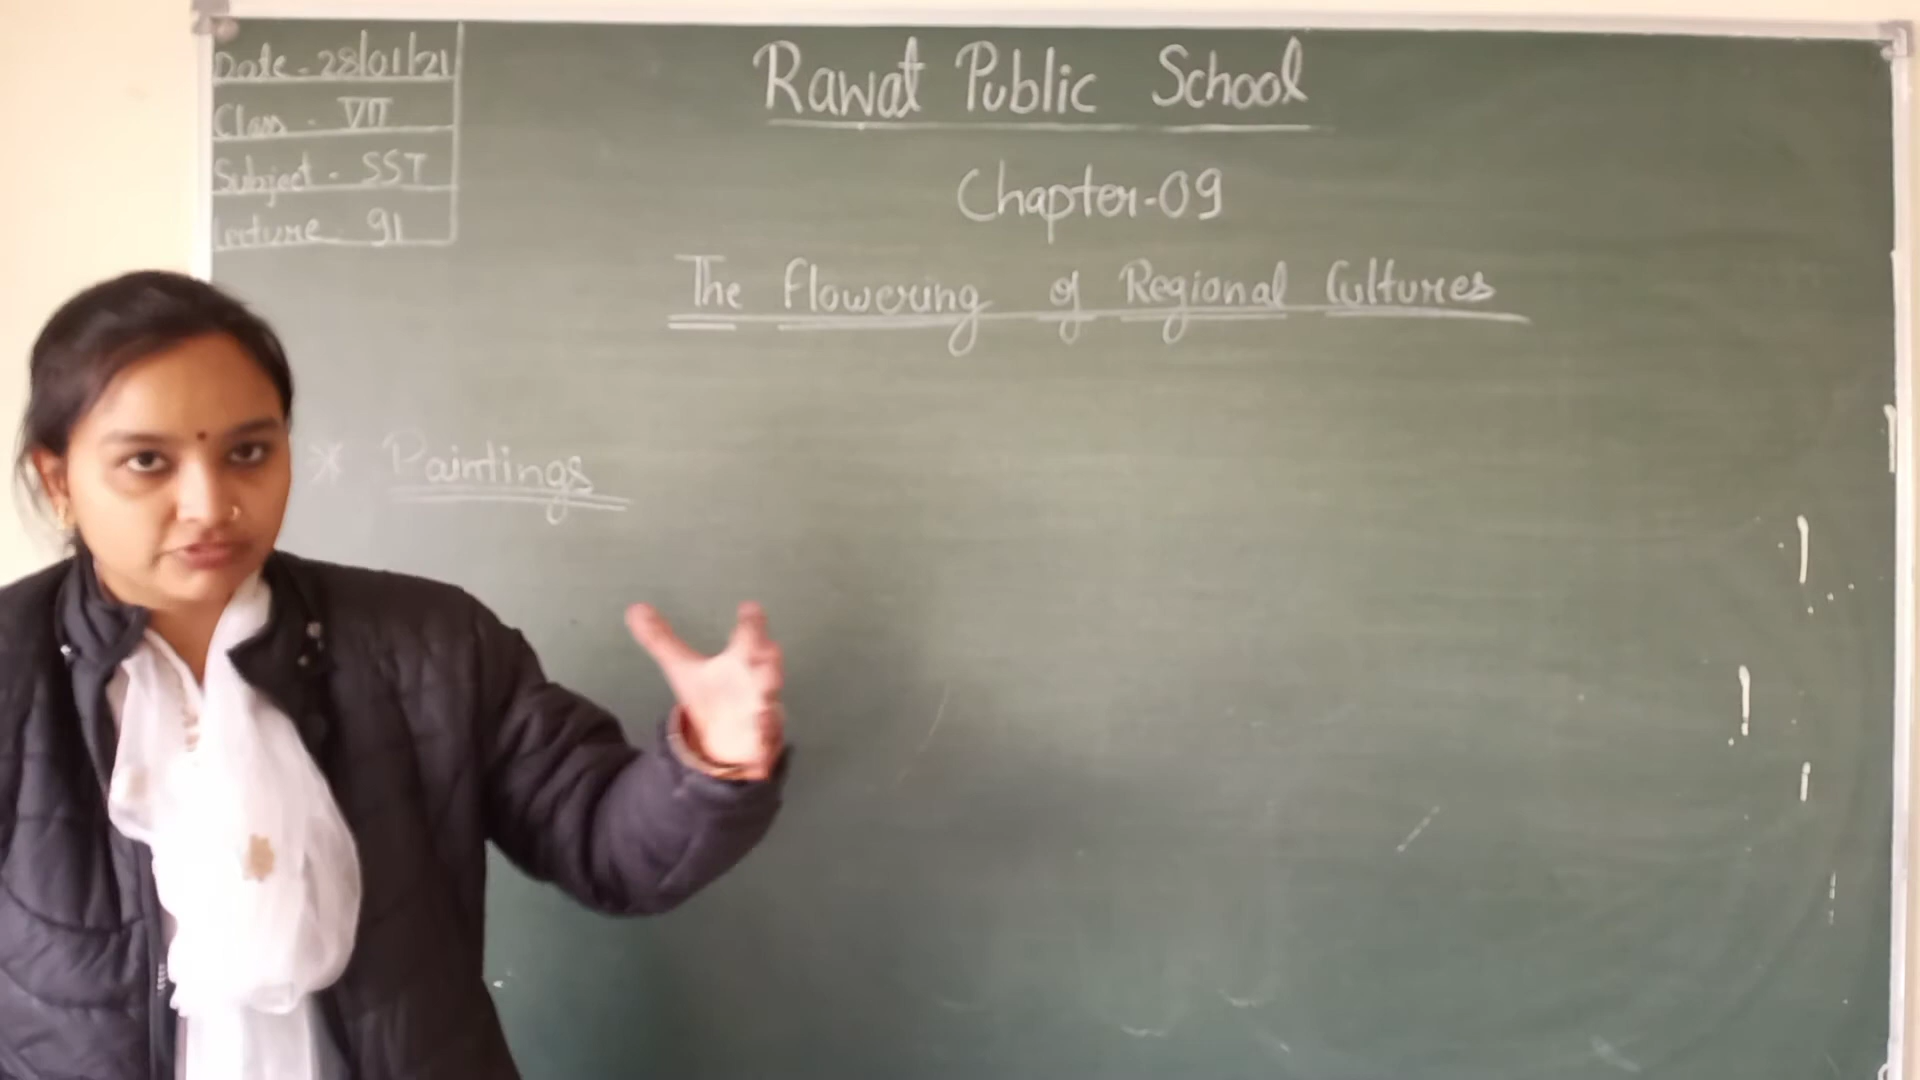 Date - 28/01/21
Class - VII
Subject - SST
Lecture 91
Rawat Public School
Chapter-09
The Flowering of Regional Cultures
* Paintings